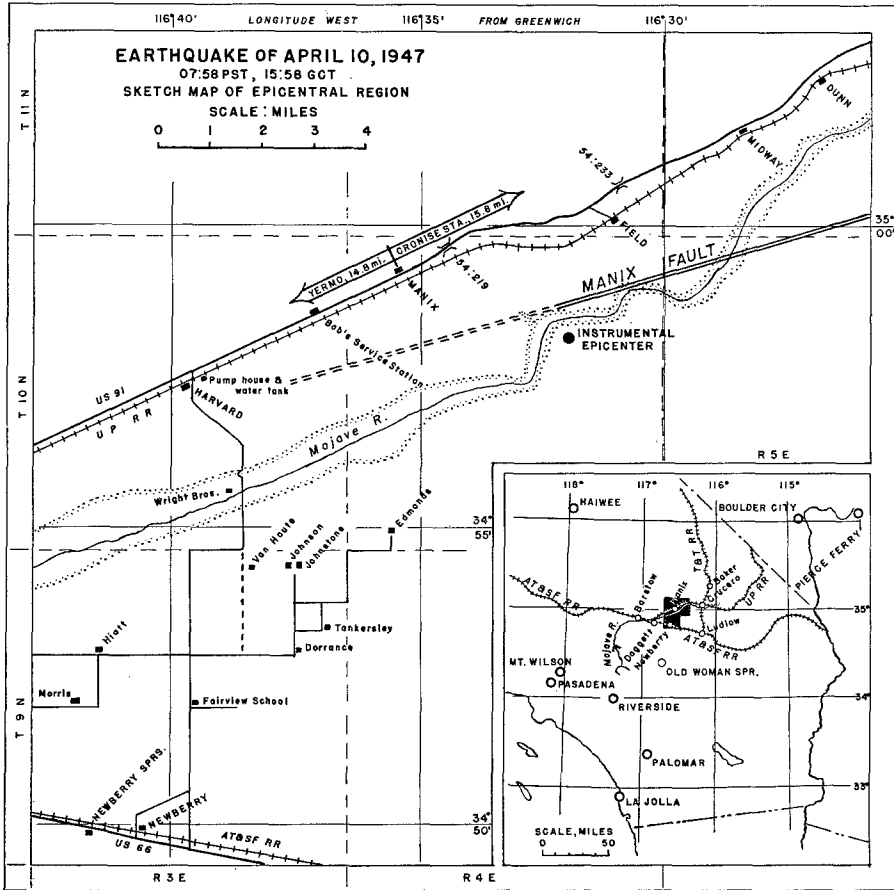 116°40' LONGITUDE WEST 116°35' FROM GREENWICH 116°30'
EARTHQUAKE OF APRIL 10, 1947
07:58 PST, 15:58 GCT
SKETCH MAP OF EPICENTRAL REGION
SCALE : MILES
0 1 2 3 4
T 11 N
DUNN
MIDWAY
54:233
FIELD
35°
00'
YERMO, 14.8 mi.
CRONISE STA., 15.8 mi.
54:219
MANIX
MANIX FAULT
INSTRUMENTAL
EPICENTER
Bob's Service Station
Pump house &
water tank
HARVARD
US 91
UP RR
T 10 N
Mojave R.
R 5 E
Wright Bros.
Edmonds
34°
55'
Van Houte
Johnson
Johnstone
Tankersley
Dorrance
Hiatt
Morris
Fairview School
T 9 N
NEWBERRY SPRS.
NEWBERRY
34°
50'
AT&SF RR
US 66
R 3 E
R 4 E
118° 117° 116° 115°
HAIWEE
BOULDER CITY
PIERCE FERRY
T&T RR
AT&SF RR
Barstow
Manix
Baker
Crucero
UP RR
35°
Mojave R.
Daggett
Newberry
Ludlow
AT&SF RR
MT. WILSON
OLD WOMAN SPR.
PASADENA
34°
RIVERSIDE
PALOMAR
33°
LA JOLLA
SCALE, MILES
0 50